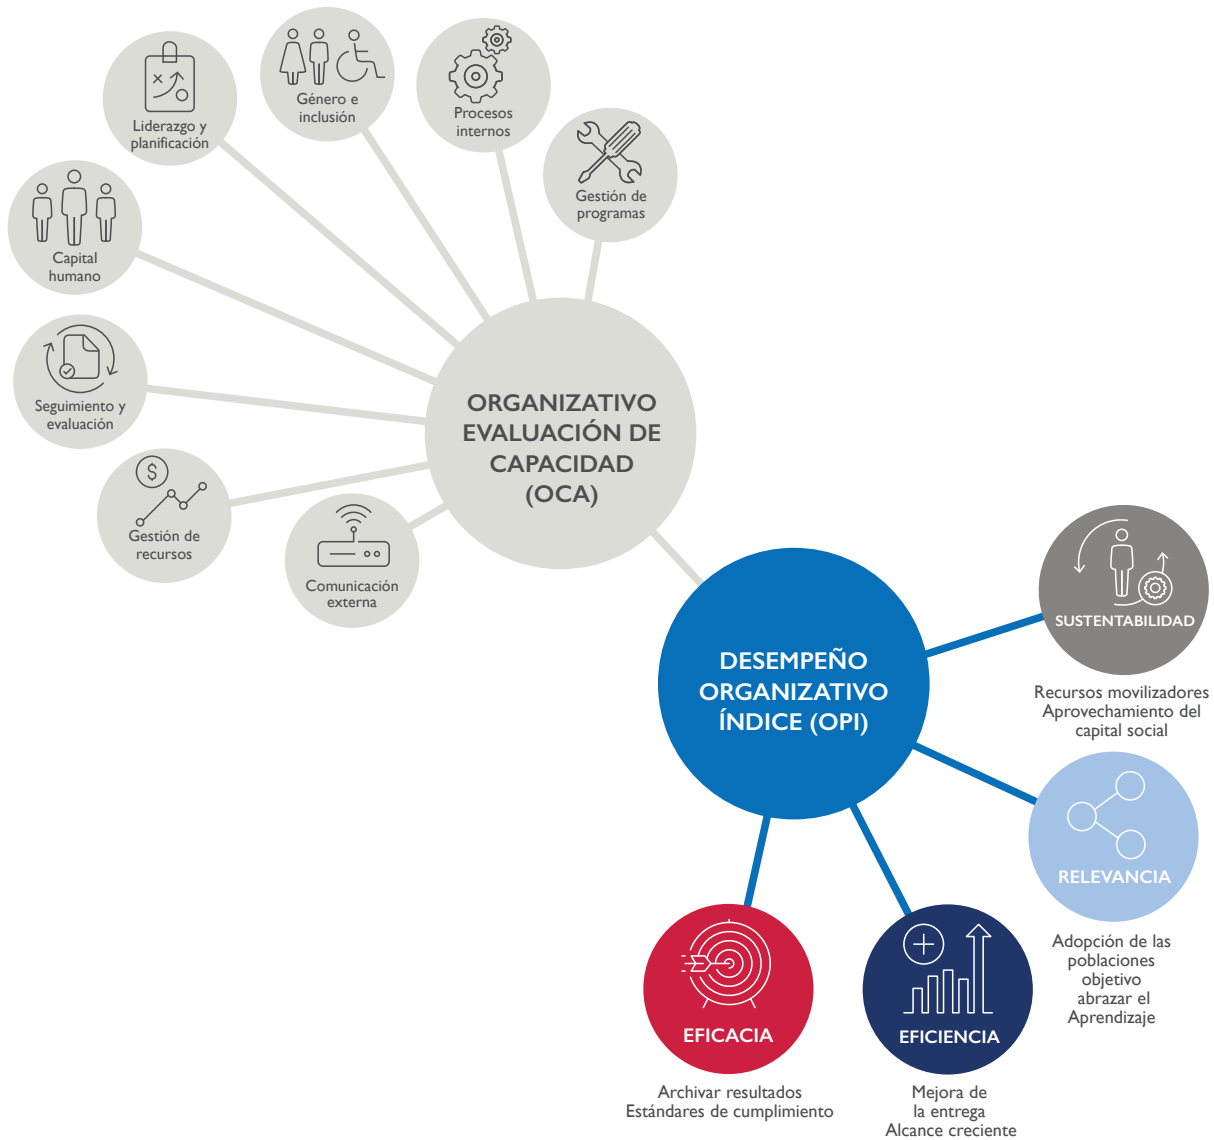 Género e
inclusión
Procesos
internos
Liderazgo y
planificación
Gestión de
programas
Capital
humano
Seguimiento y
evaluación
Gestión de
recursos
Comunicación
externa
ORGANIZATIVO
EVALUACIÓN DE
CAPACIDAD
(OCA)
DESEMPEÑO
ORGANIZATIVO
ÍNDICE (OPI)
SUSTENTABILIDAD
Recursos movilizadores
Aprovechamiento del
capital social
RELEVANCIA
Adopción de las
poblaciones
objetivo
abrazar el
Aprendizaje
EFICACIA
Archivar resultados
Estándares de cumplimiento
EFICIENCIA
Mejora de
la entrega
Alcance creciente